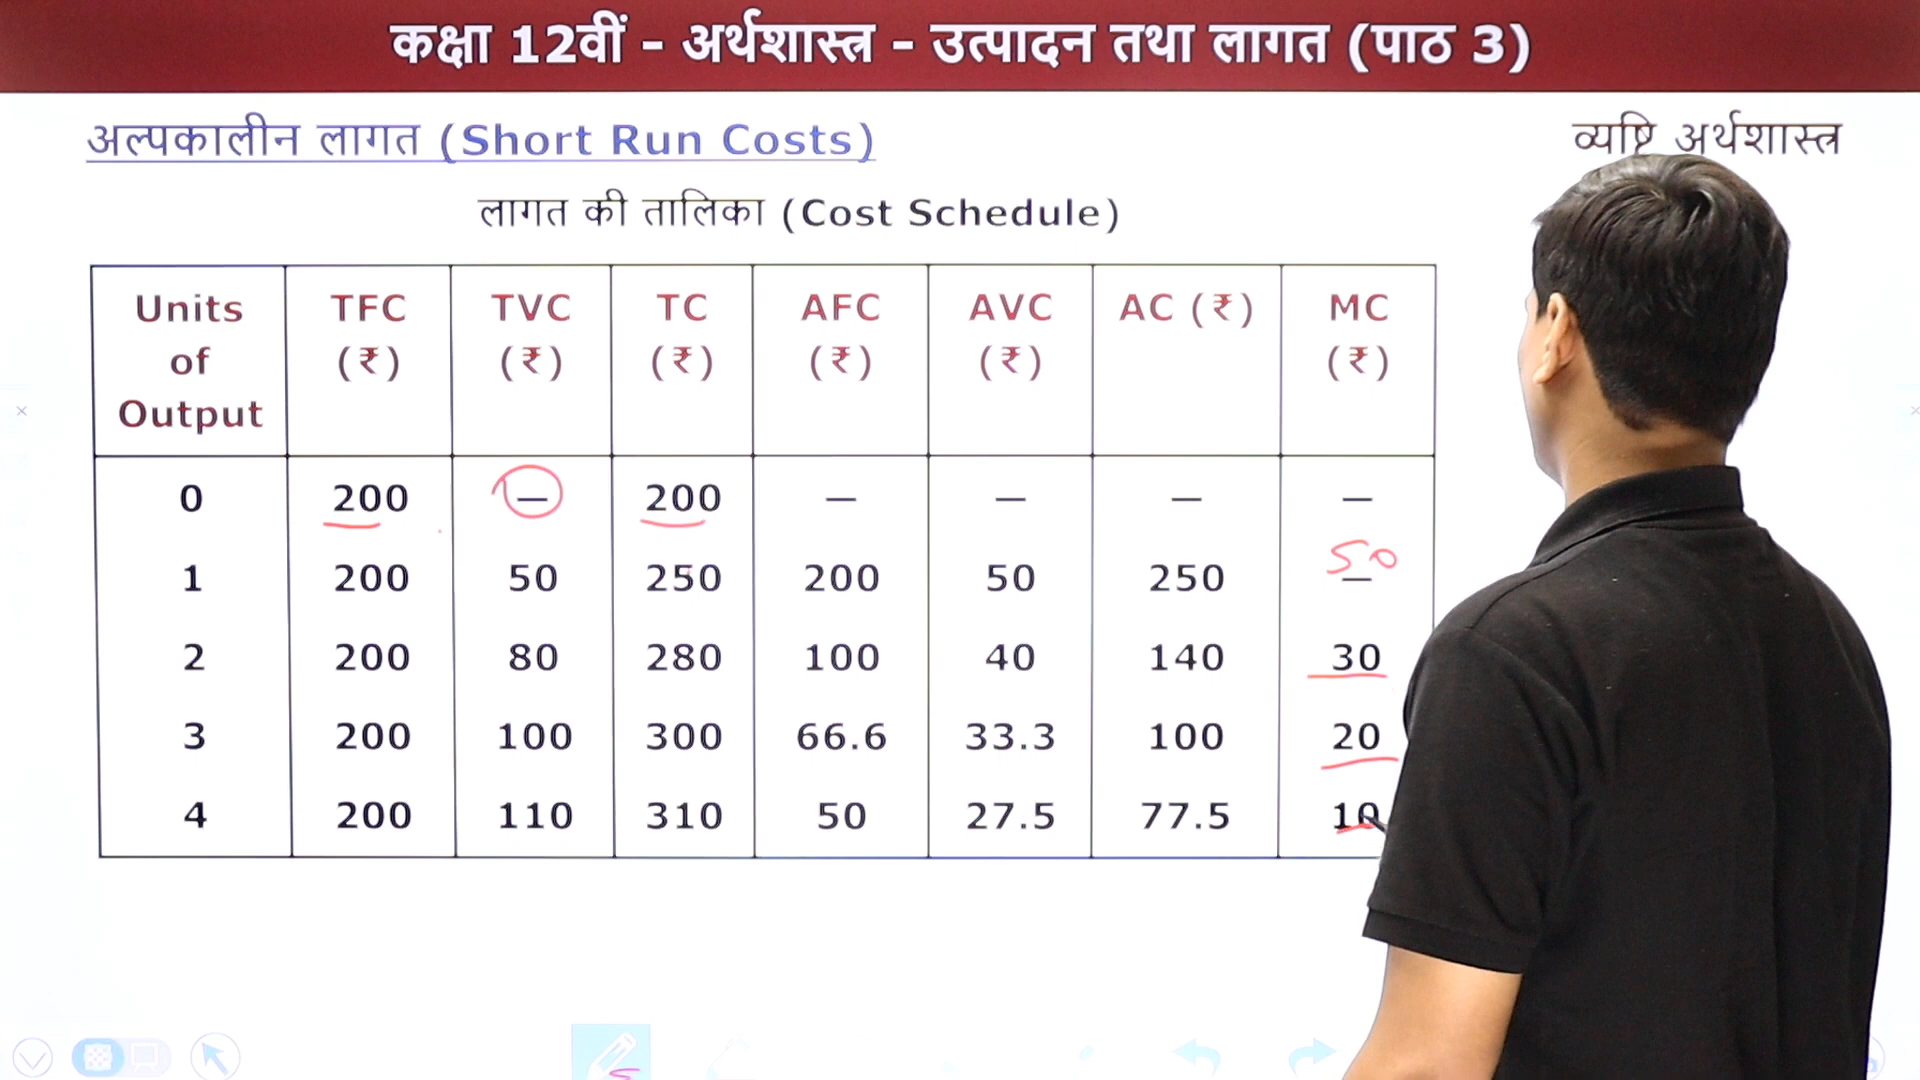 कक्षा 12वीं - अर्थशास्त्र - उत्पादन तथा लागत (पाठ 3)
अल्पकालीन लागत (Short Run Costs)
व्यष्टि अर्थशास्त्र
लागत की तालिका (Cost Schedule)
Units of Output TFC (₹) TVC (₹) TC (₹) AFC (₹) AVC (₹) AC (₹) MC (₹)
0 200 — 200 — — — —
50
1 200 50 250 200 50 250 —
2 200 80 280 100 40 140 30
3 200 100 300 66.6 33.3 100 20
4 200 110 310 50 27.5 77.5 10